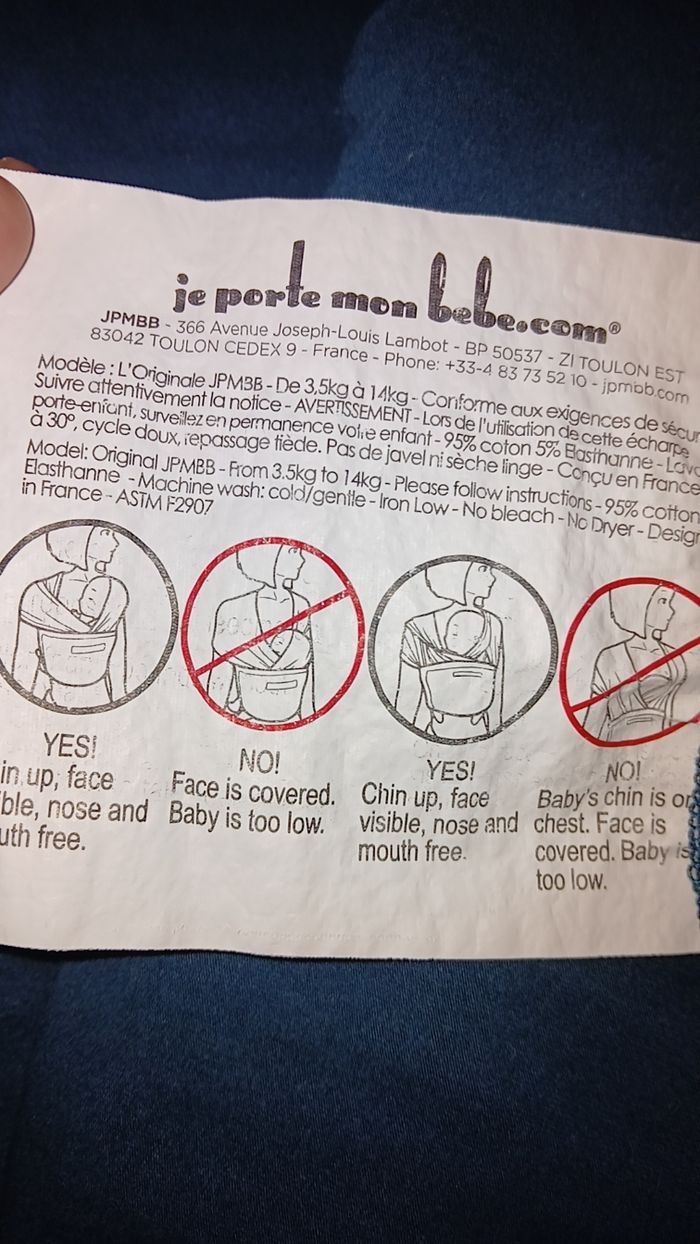 je porte mon bebe.com®
JPMBB - 366 Avenue Joseph-Louis Lambot - BP 50537 - ZI TOULON EST
83042 TOULON CEDEX 9 - France - Phone: +33-4 83 73 52 10 - jpmbb.com
Modèle : L'Originale JPMBB - De 3,5kg à 14kg - Conforme aux exigences de sécur
Suivre attentivement la notice - AVERTISSEMENT - Lors de l'utilisation de cette écharpe
porte-enfant, surveillez en permanence votre enfant - 95% coton 5% Elasthanne - Lava
à 30°, cycle doux, repassage tiède. Pas de javel ni sèche linge - Conçu en France
Model: Original JPMBB - From 3.5kg to 14kg - Please follow instructions - 95% cotton
Elasthanne - Machine wash: cold/gentle - Iron Low - No bleach - No Dryer - Design
in France - ASTM F2907
YES!
in up, face
ible, nose and
uth free.
NO!
Face is covered.
Baby is too low.
YES!
Chin up, face
visible, nose and
mouth free.
NO!
Baby's chin is on
chest. Face is
covered. Baby is
too low.